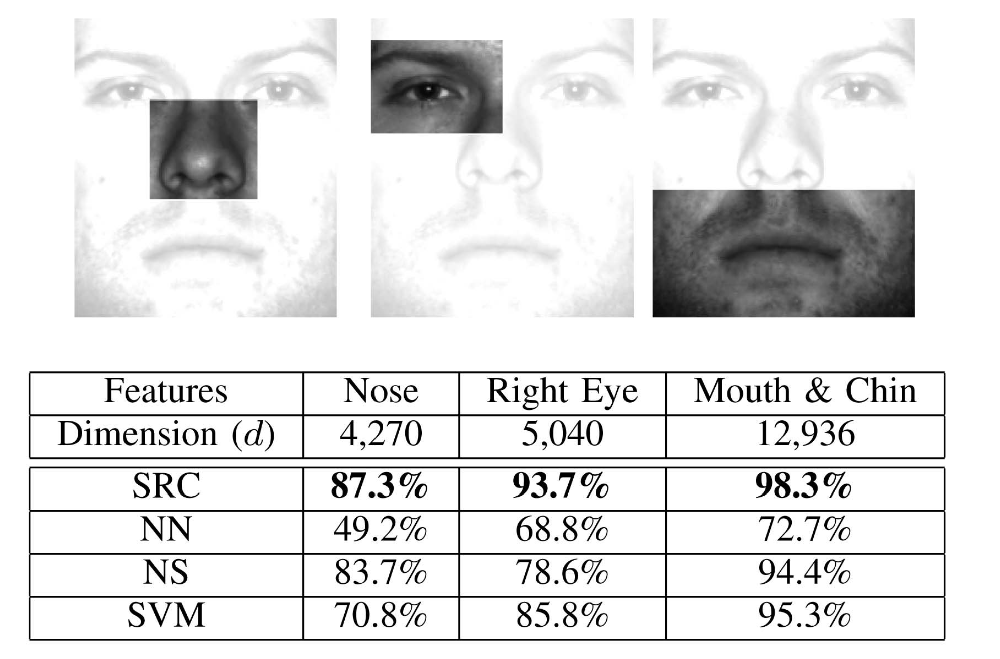 Features Nose Right Eye Mouth & Chin
Dimension (d) 4,270 5,040 12,936
SRC 87.3% 93.7% 98.3%
NN 49.2% 68.8% 72.7%
NS 83.7% 78.6% 94.4%
SVM 70.8% 85.8% 95.3%